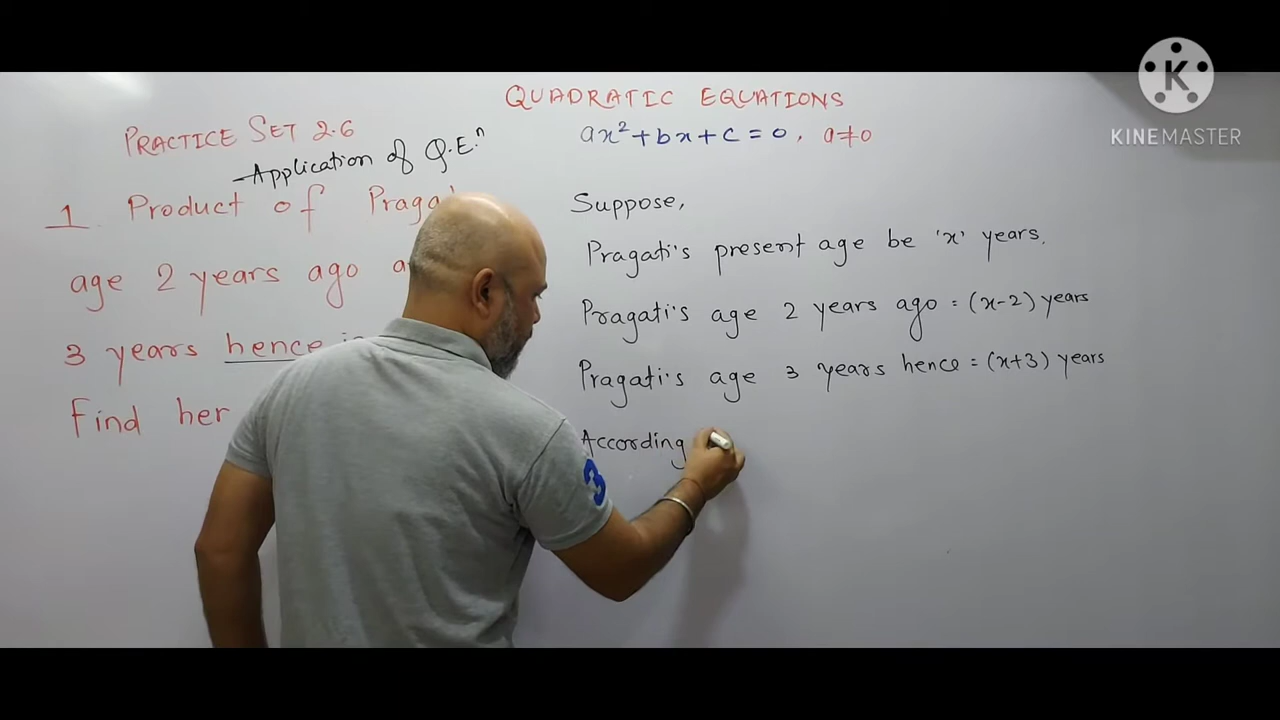 KINEMASTER
QUADRATIC EQUATIONS
ax²+bx+c=0, a≠0
PRACTICE SET 2.6
Application of Q.E.ⁿ
1. Product of
age 2 years ago
3 years hence
Find her
Suppose,
Pragati's present age be 'x' years.
Pragati's age 2 years ago = (x-2) years
Pragati's age 3 years hence = (x+3) years
According